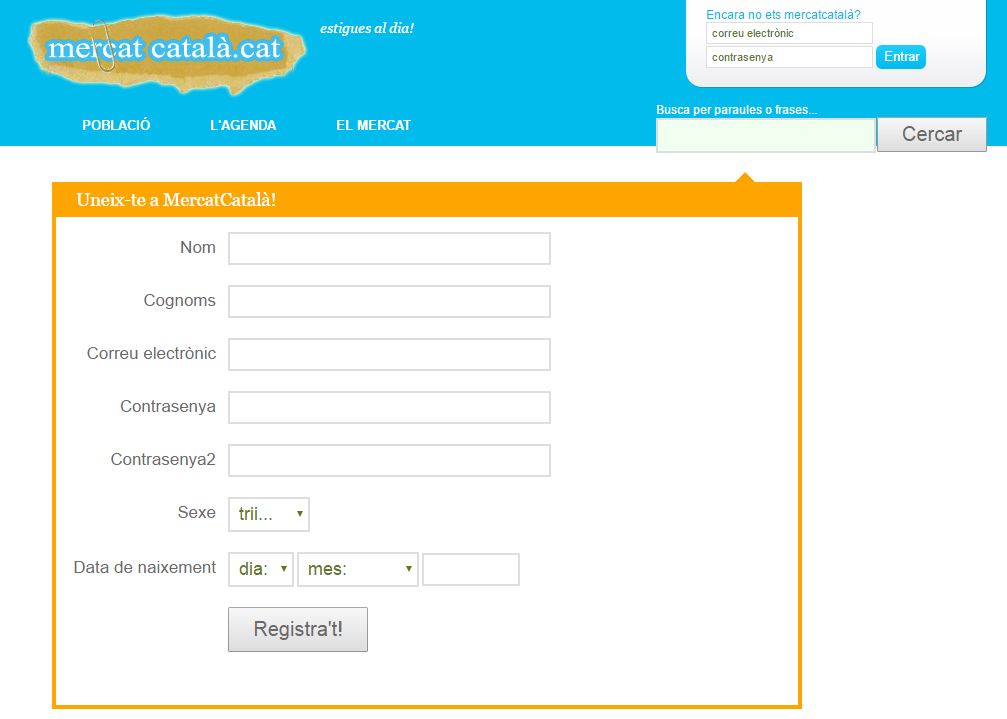 mercat català.cat
estigues al dia!
Encara no ets mercatcatalà?
correu electrònic
contrasenya
Entrar
POBLACIÓ L'AGENDA EL MERCAT
Busca per paraules o frases...
Cercar
Uneix-te a MercatCatalà!
Nom
Cognoms
Correu electrònic
Contrasenya
Contrasenya2
Sexe trii...
Data de naixement dia: mes:
Registra't!